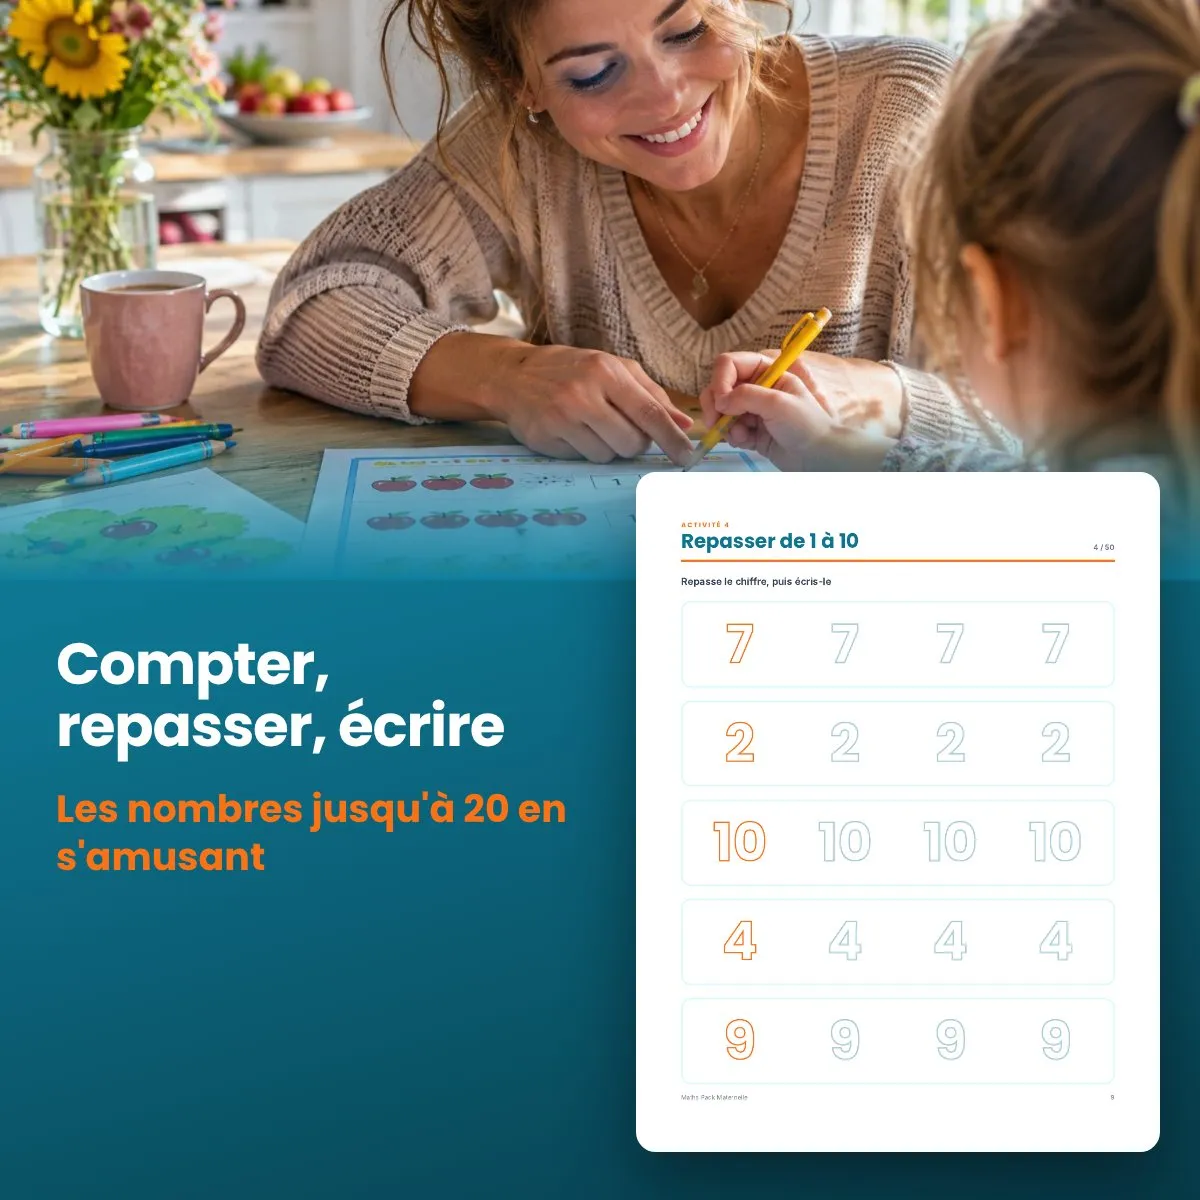 Compter,
repasser, écrire
Les nombres jusqu'à 20 en
s'amusant
ACTIVITÉ 4
Repasser de 1 à 10
4 / 50
Repasse le chiffre, puis écris-le
7 7 7 7
2 2 2 2
10 10 10 10
4 4 4 4
9 9 9 9
Maths Pack Maternelle
9